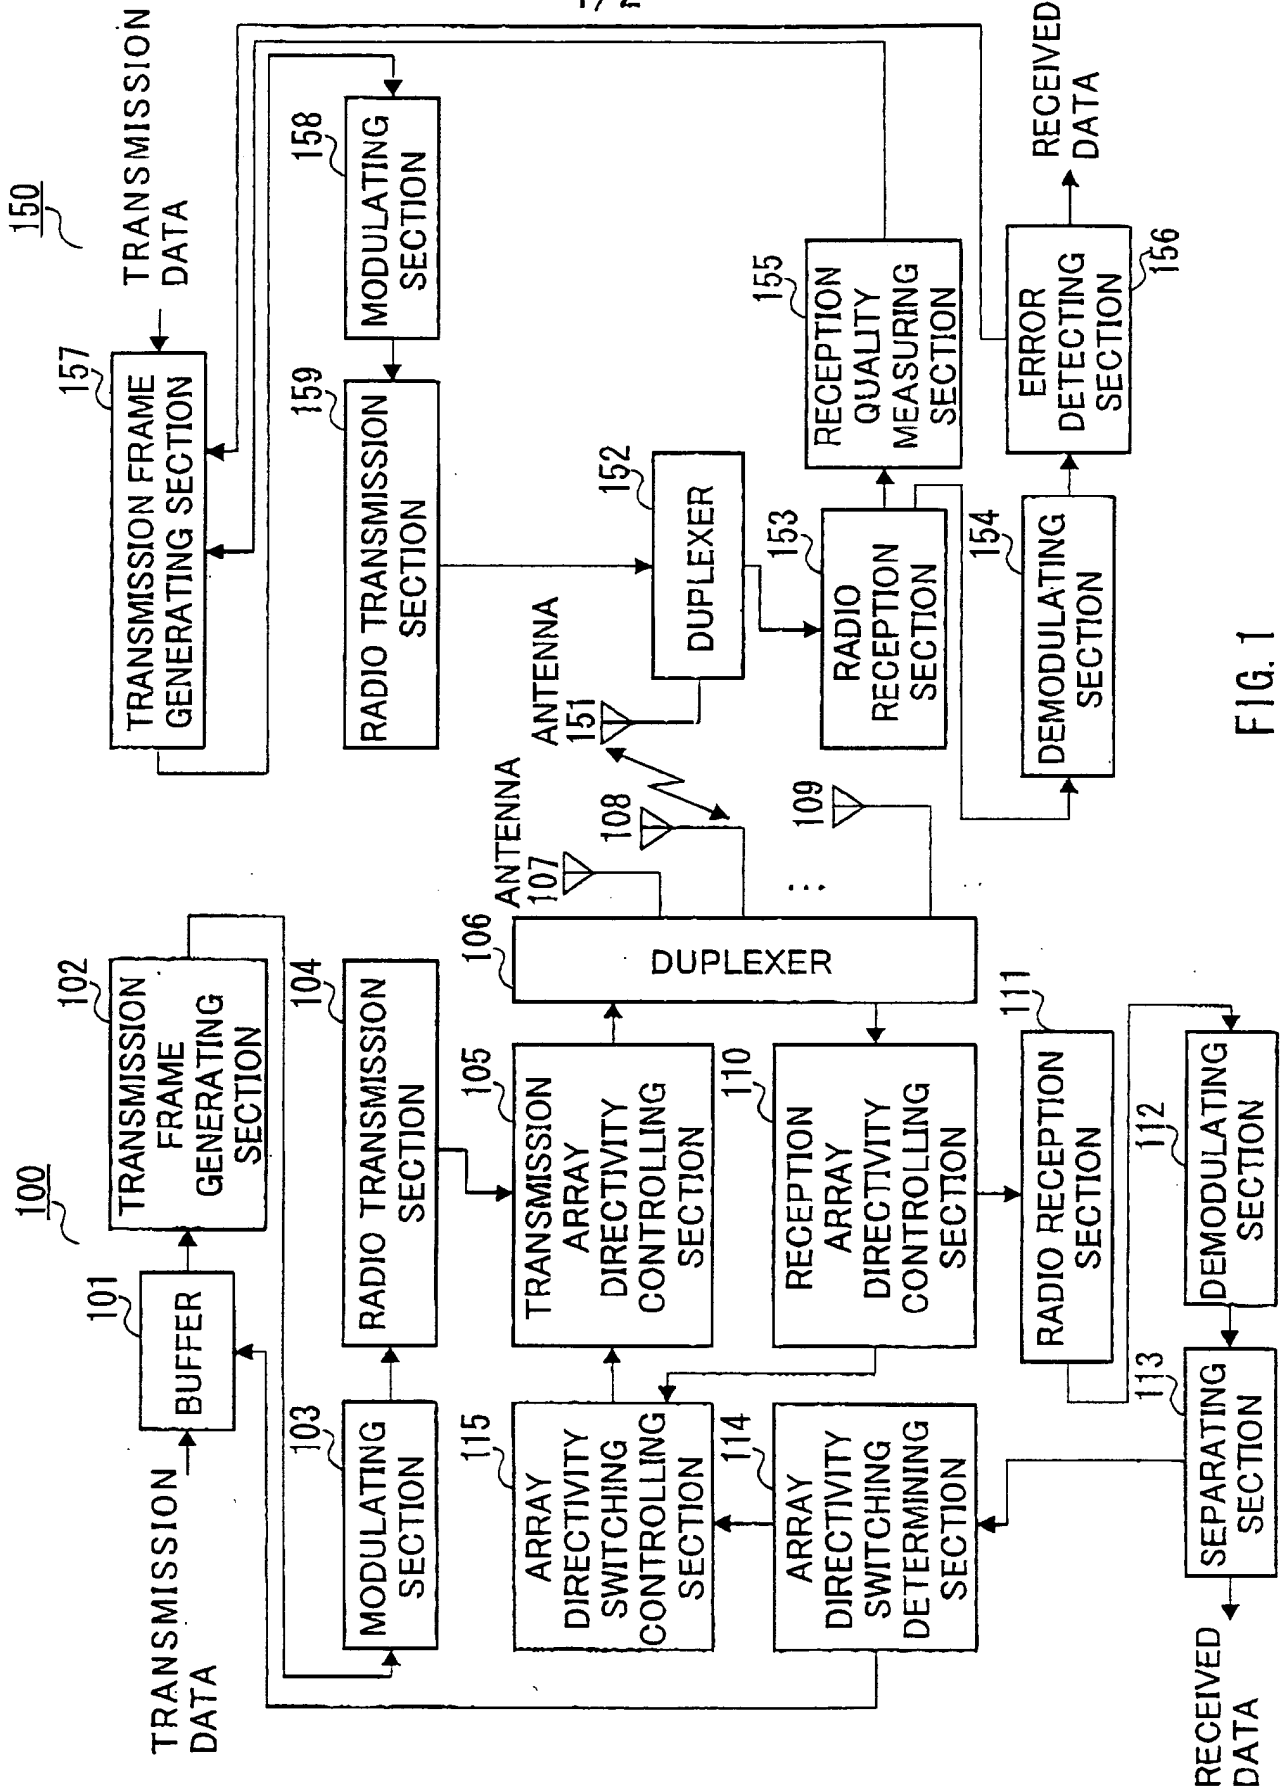 1/2
100
TRANSMISSION
DATA
101
BUFFER
102
TRANSMISSION
FRAME
GENERATING
SECTION
103
MODULATING
SECTION
104
RADIO TRANSMISSION
SECTION
115
ARRAY
DIRECTIVITY
SWITCHING
CONTROLLING
SECTION
105
TRANSMISSION
ARRAY
DIRECTIVITY
CONTROLLING
SECTION
106
DUPLEXER
ANTENNA
107
108
109
...
114
ARRAY
DIRECTIVITY
SWITCHING
DETERMINING
SECTION
110
RECEPTION
ARRAY
DIRECTIVITY
CONTROLLING
SECTION
111
RADIO RECEPTION
SECTION
113
SEPARATING
SECTION
112
DEMODULATING
SECTION
RECEIVED
DATA
150
157
TRANSMISSION FRAME
GENERATING SECTION
TRANSMISSION
DATA
159
RADIO TRANSMISSION
SECTION
158
MODULATING
SECTION
ANTENNA
151
152
DUPLEXER
153
RADIO
RECEPTION
SECTION
155
RECEPTION
QUALITY
MEASURING
SECTION
154
DEMODULATING
SECTION
156
ERROR
DETECTING
SECTION
RECEIVED
DATA
FIG. 1